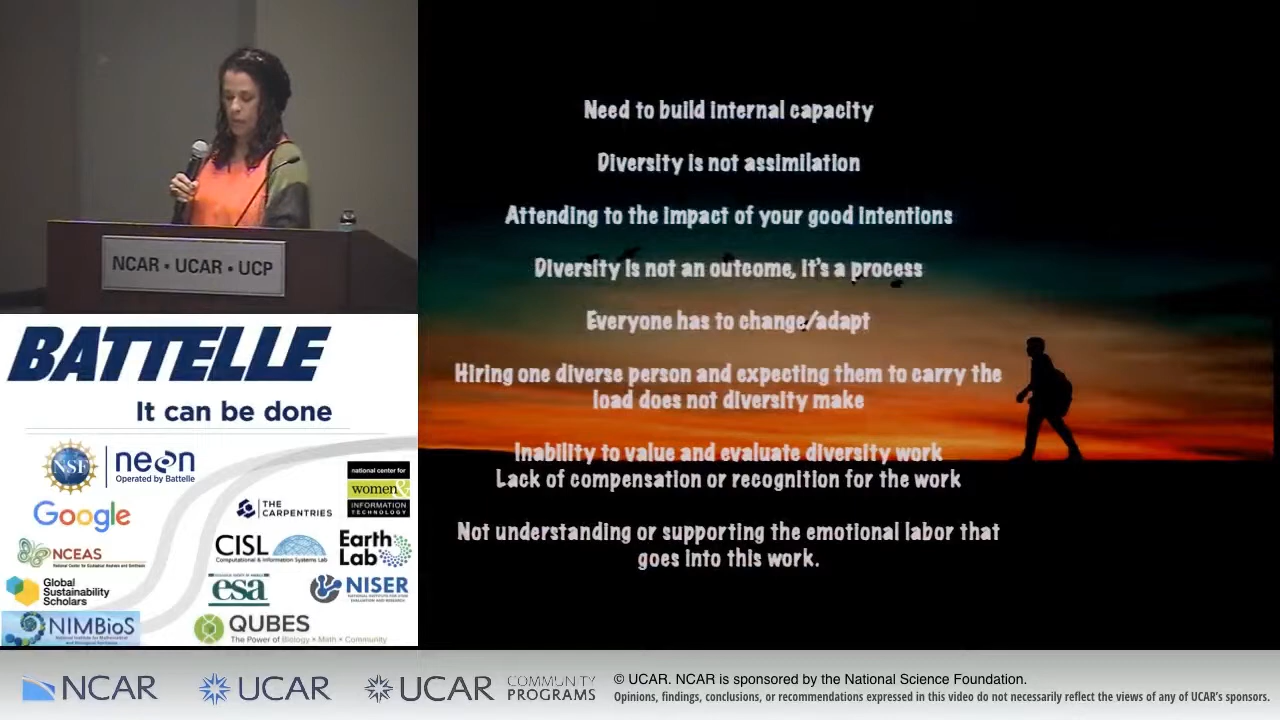 NCAR • UCAR • UCP
BATTELLE
It can be done
NSF
neon
Operated by Battelle
Google
NCEAS
Global
Sustainability
Scholars
NIMBioS
THE
CARPENTRIES
national center for
women&
INFORMATION
TECHNOLOGY
CISL
Computational & Information Systems Lab
Earth
Lab
esa
NISER
QUBES
The Power of Biology × Math × Community
Need to build internal capacity
Diversity is not assimilation
Attending to the impact of your good intentions
Diversity is not an outcome, it's a process
Everyone has to change/adapt
Hiring one diverse person and expecting them to carry the
load does not diversity make
Inability to value and evaluate diversity work
Lack of compensation or recognition for the work
Not understanding or supporting the emotional labor that
goes into this work.
NCAR
UCAR
UCAR
COMMUNITY
PROGRAMS
© UCAR. NCAR is sponsored by the National Science Foundation.
Opinions, findings, conclusions, or recommendations expressed in this video do not necessarily reflect the views of any of UCAR's sponsors.